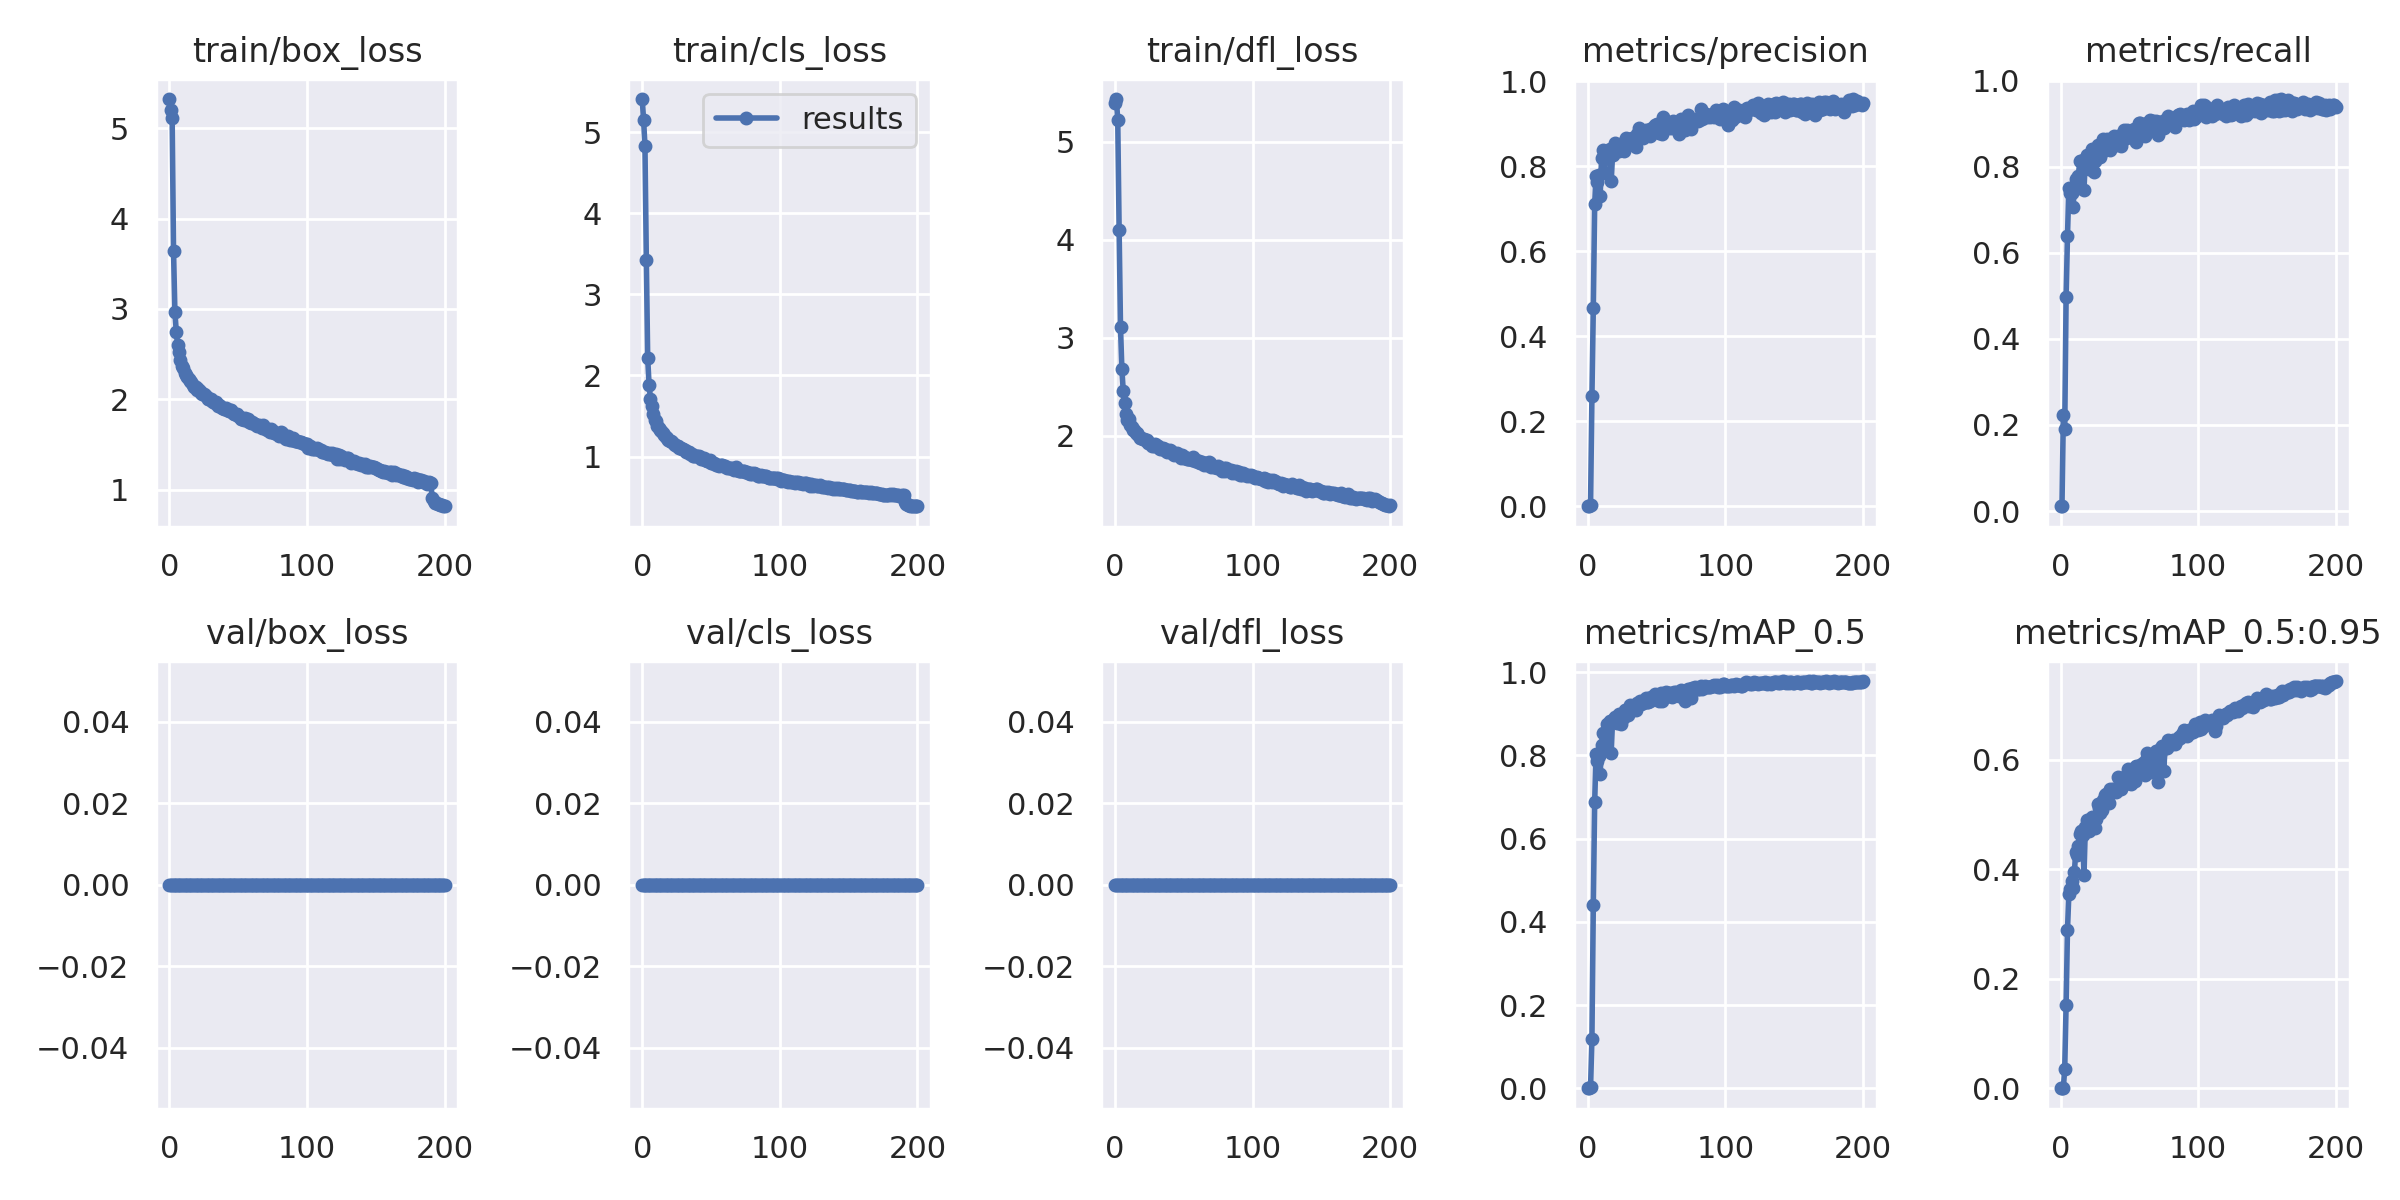 train/box_loss
5
4
3
2
1
0 100 200
train/cls_loss
results
5
4
3
2
1
0 100 200
train/dfl_loss
5
4
3
2
0 100 200
metrics/precision
1.0
0.8
0.6
0.4
0.2
0.0
0 100 200
metrics/recall
1.0
0.8
0.6
0.4
0.2
0.0
0 100 200
val/box_loss
0.04
0.02
0.00
−0.02
−0.04
0 100 200
val/cls_loss
0.04
0.02
0.00
−0.02
−0.04
0 100 200
val/dfl_loss
0.04
0.02
0.00
−0.02
−0.04
0 100 200
metrics/mAP_0.5
1.0
0.8
0.6
0.4
0.2
0.0
0 100 200
metrics/mAP_0.5:0.95
0.6
0.4
0.2
0.0
0 100 200